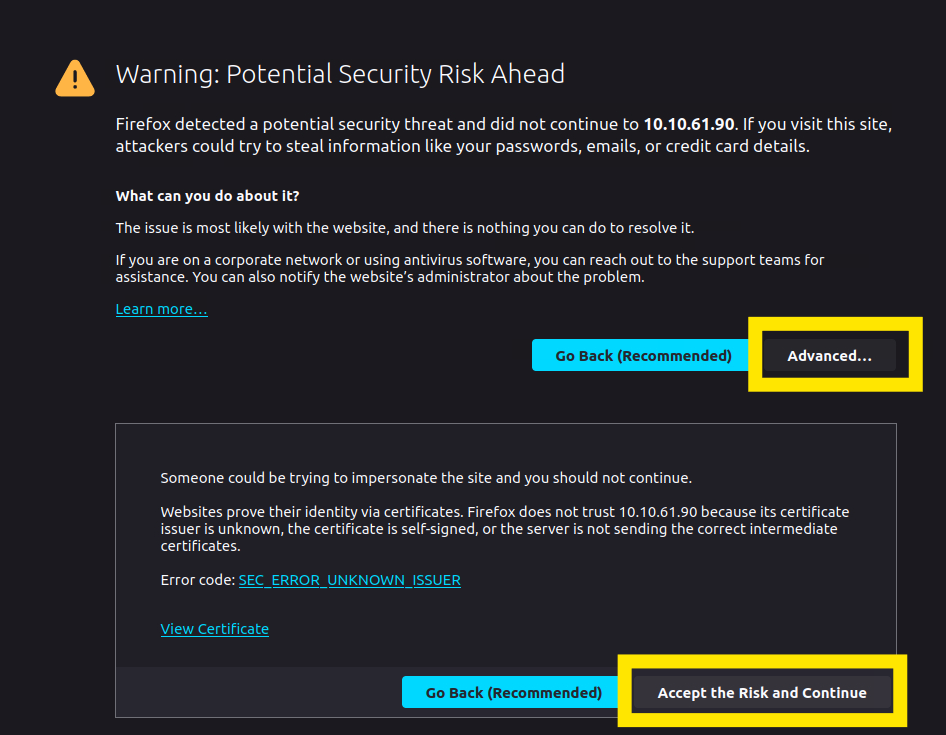 Warning: Potential Security Risk Ahead
Firefox detected a potential security threat and did not continue to 10.10.61.90. If you visit this site,
attackers could try to steal information like your passwords, emails, or credit card details.
What can you do about it?
The issue is most likely with the website, and there is nothing you can do to resolve it.
If you are on a corporate network or using antivirus software, you can reach out to the support teams for
assistance. You can also notify the website’s administrator about the problem.
Learn more…
Go Back (Recommended) Advanced…
Someone could be trying to impersonate the site and you should not continue.
Websites prove their identity via certificates. Firefox does not trust 10.10.61.90 because its certificate
issuer is unknown, the certificate is self-signed, or the server is not sending the correct intermediate
certificates.
Error code: SEC_ERROR_UNKNOWN_ISSUER
View Certificate
Go Back (Recommended) Accept the Risk and Continue